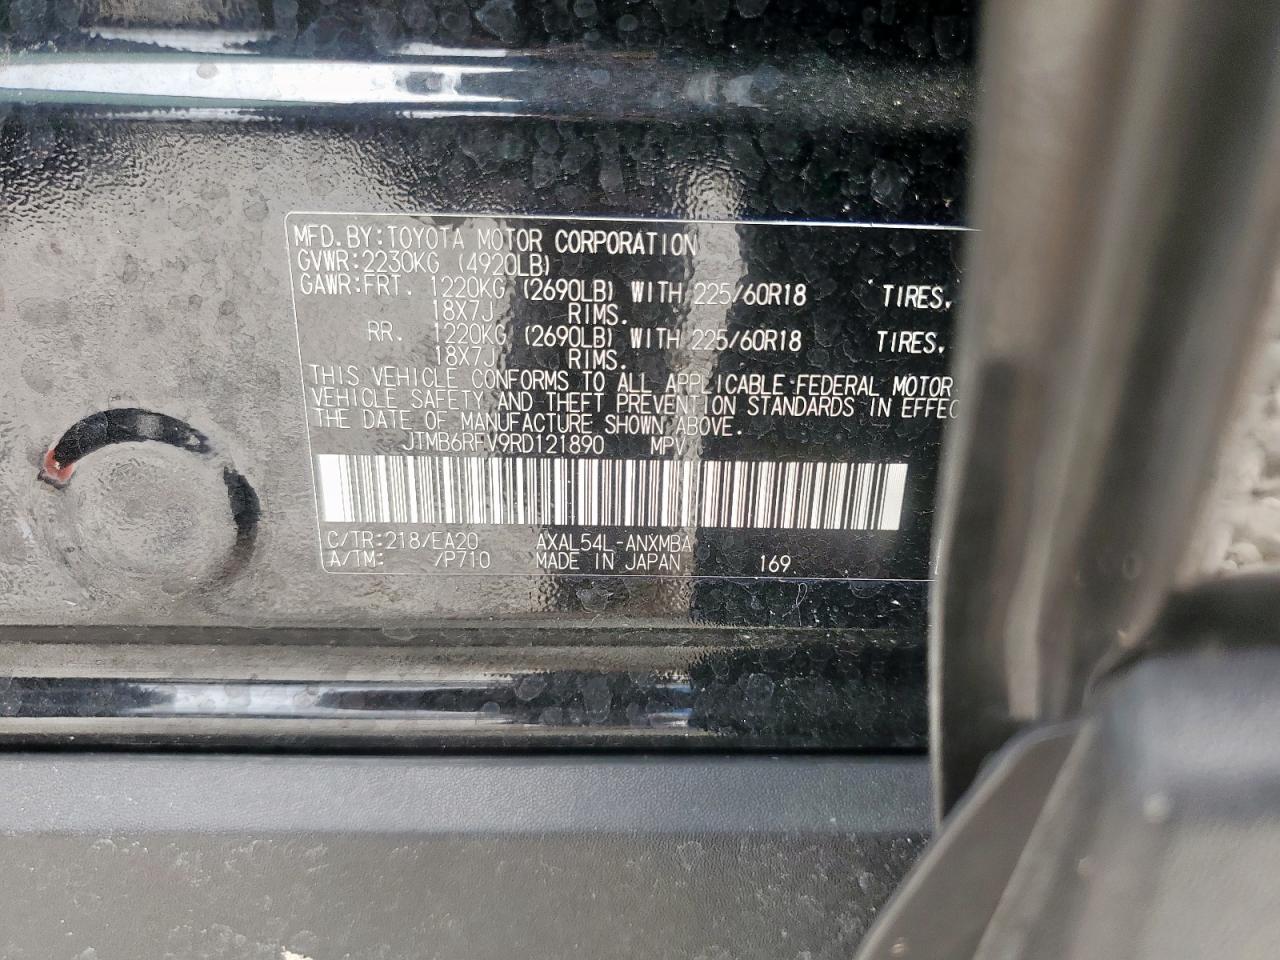 MFD.BY:TOYOTA MOTOR CORPORATION
GVWR:2230KG (4920LB)
GAWR:FRT. 1220KG (2690LB) WITH 225/60R18 TIRES,
18X7J RIMS.
RR. 1220KG (2690LB) WITH 225/60R18 TIRES,
18X7J RIMS.
THIS VEHICLE CONFORMS TO ALL APPLICABLE FEDERAL MOTOR
VEHICLE SAFETY AND THEFT PREVENTION STANDARDS IN EFFEC
THE DATE OF MANUFACTURE SHOWN ABOVE.
JTMB6RFV9RD121890 MPV
C/TR:218/EA20 AXAL54L-ANXMBA
A/TM: /P710 MADE IN JAPAN 169